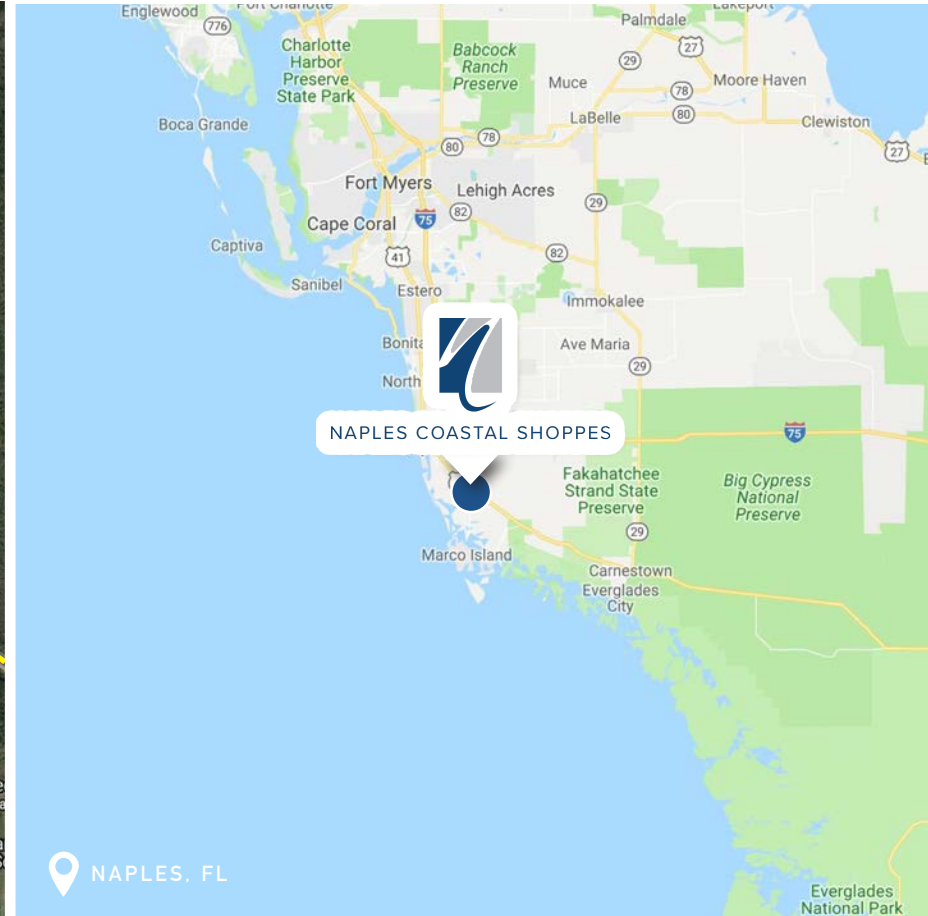 Englewood
Port Charlotte
Lakeport
776
Palmdale
Charlotte
Harbor
Preserve
State Park
Babcock
Ranch
Preserve
27
29
Muce
78
Moore Haven
Boca Grande
LaBelle
80
Clewiston
80
78
27
Fort Myers
Lehigh Acres
82
29
75
Cape Coral
Captiva
41
82
Sanibel
Estero
Immokalee
Bonita
Ave Maria
29
North
NAPLES COASTAL SHOPPES
75
Fakahatchee
Strand State
Preserve
Big Cypress
National
Preserve
29
Marco Island
Carnestown
Everglades
City
NAPLES, FL
Everglades
National Park